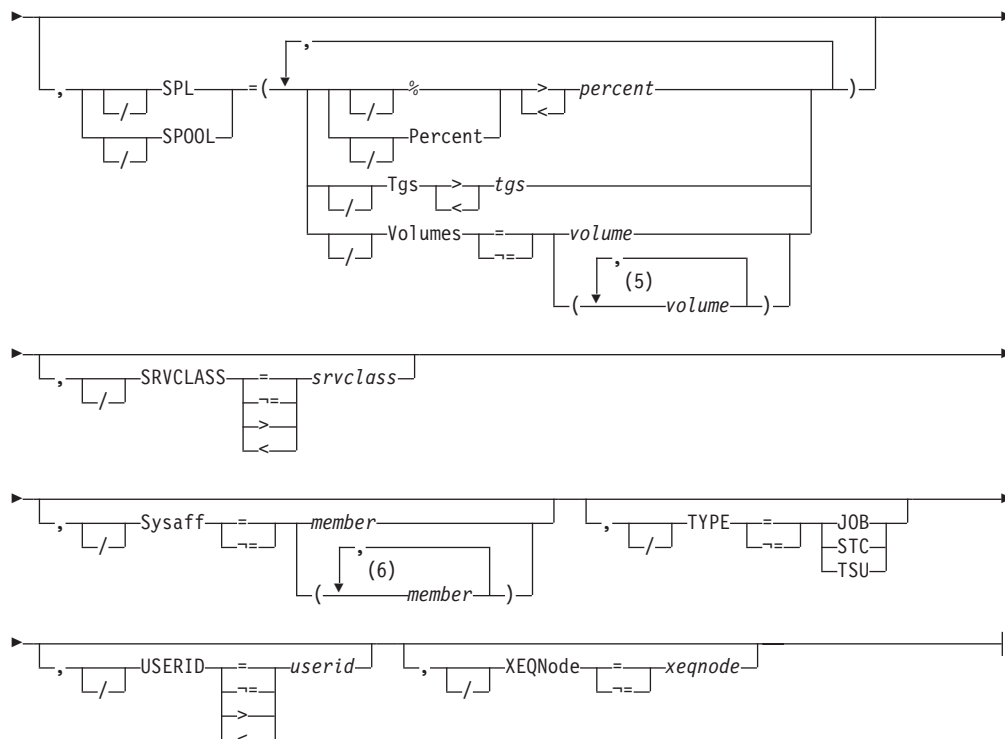 ,
, / SPL =( / % > percent )
/ SPOOL / Percent <
/ Tgs > tgs
<
/ Volumes = volume
¬= ,
(5)
( volume )
, / SRVCLASS = srvclass
¬=
>
<
, / Sysaff = member , / TYPE = JOB
¬= , ¬= STC
(6) TSU
( member )
, / USERID = userid , / XEQNode = xeqnode
¬= ¬=
>
<